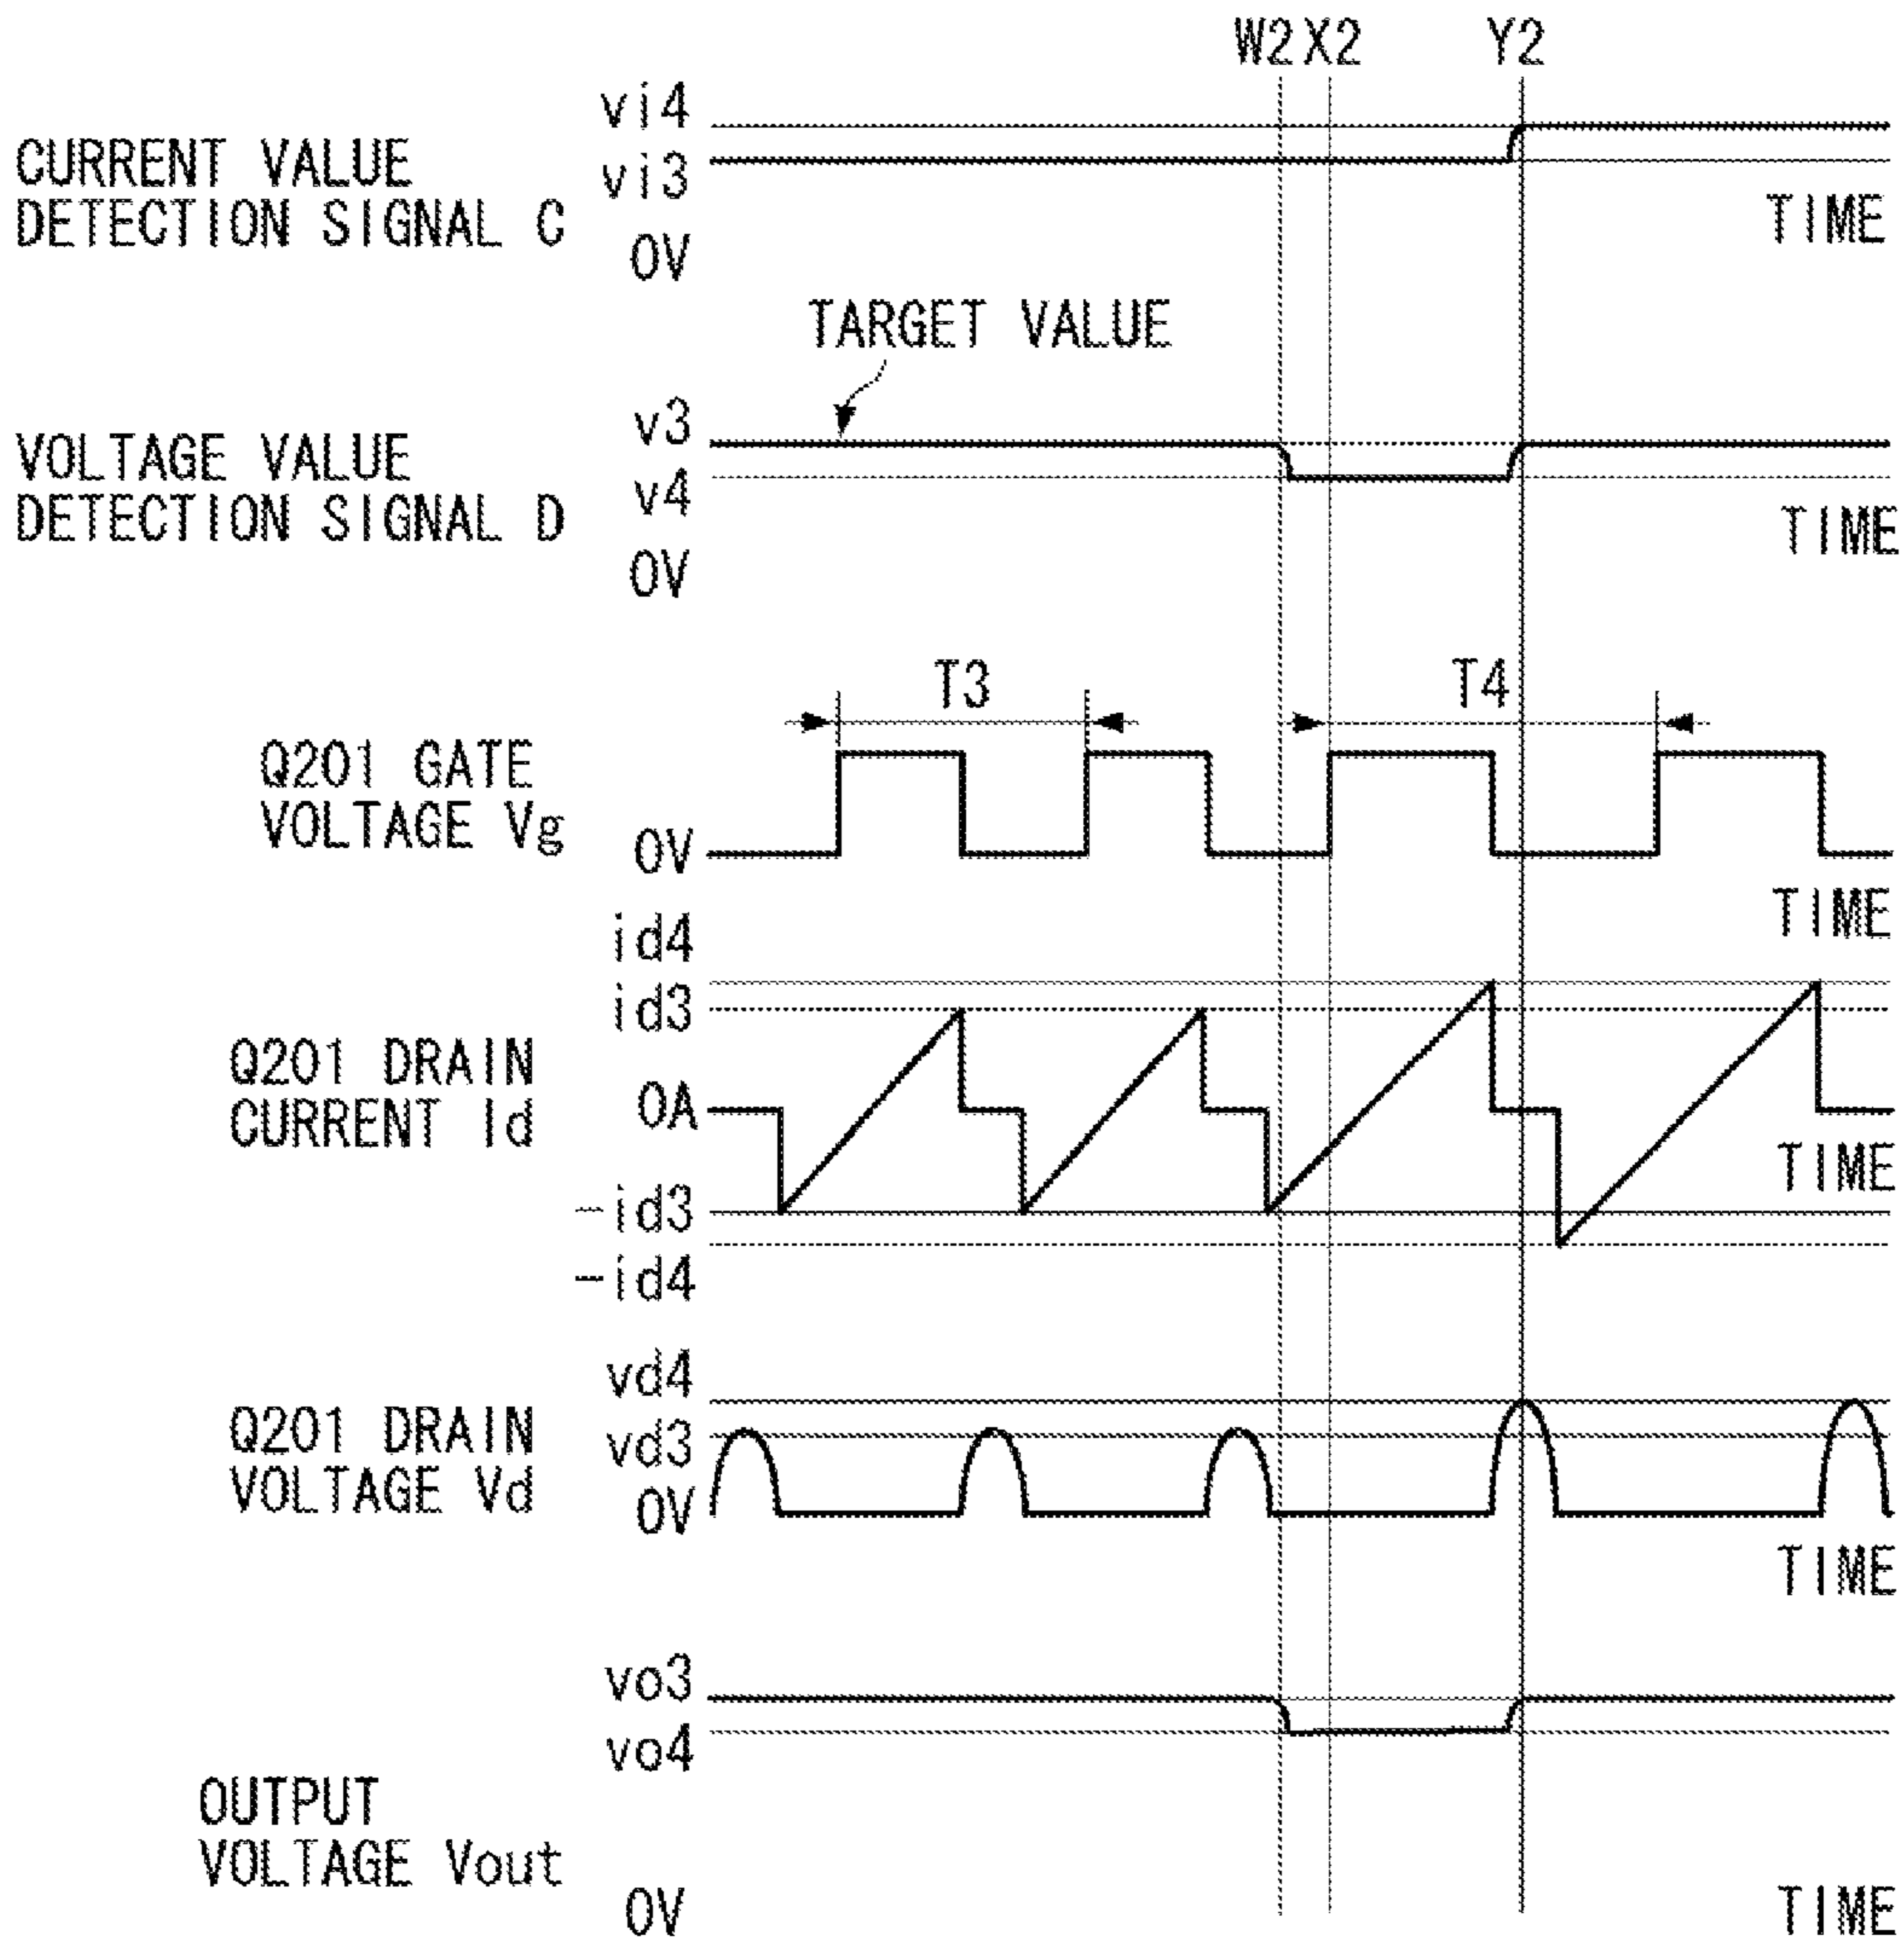 W2 X2 Y2
vi4
CURRENT VALUE
DETECTION SIGNAL C
vi3
TIME
0V
TARGET VALUE
v3
VOLTAGE VALUE
DETECTION SIGNAL D
v4
TIME
0V
T3 T4
Q201 GATE
VOLTAGE Vg
0V
TIME
id4
id3
Q201 DRAIN
CURRENT Id
0A
TIME
-id3
-id4
vd4
Q201 DRAIN
VOLTAGE Vd
vd3
0V
TIME
vo3
vo4
OUTPUT
VOLTAGE Vout
0V
TIME